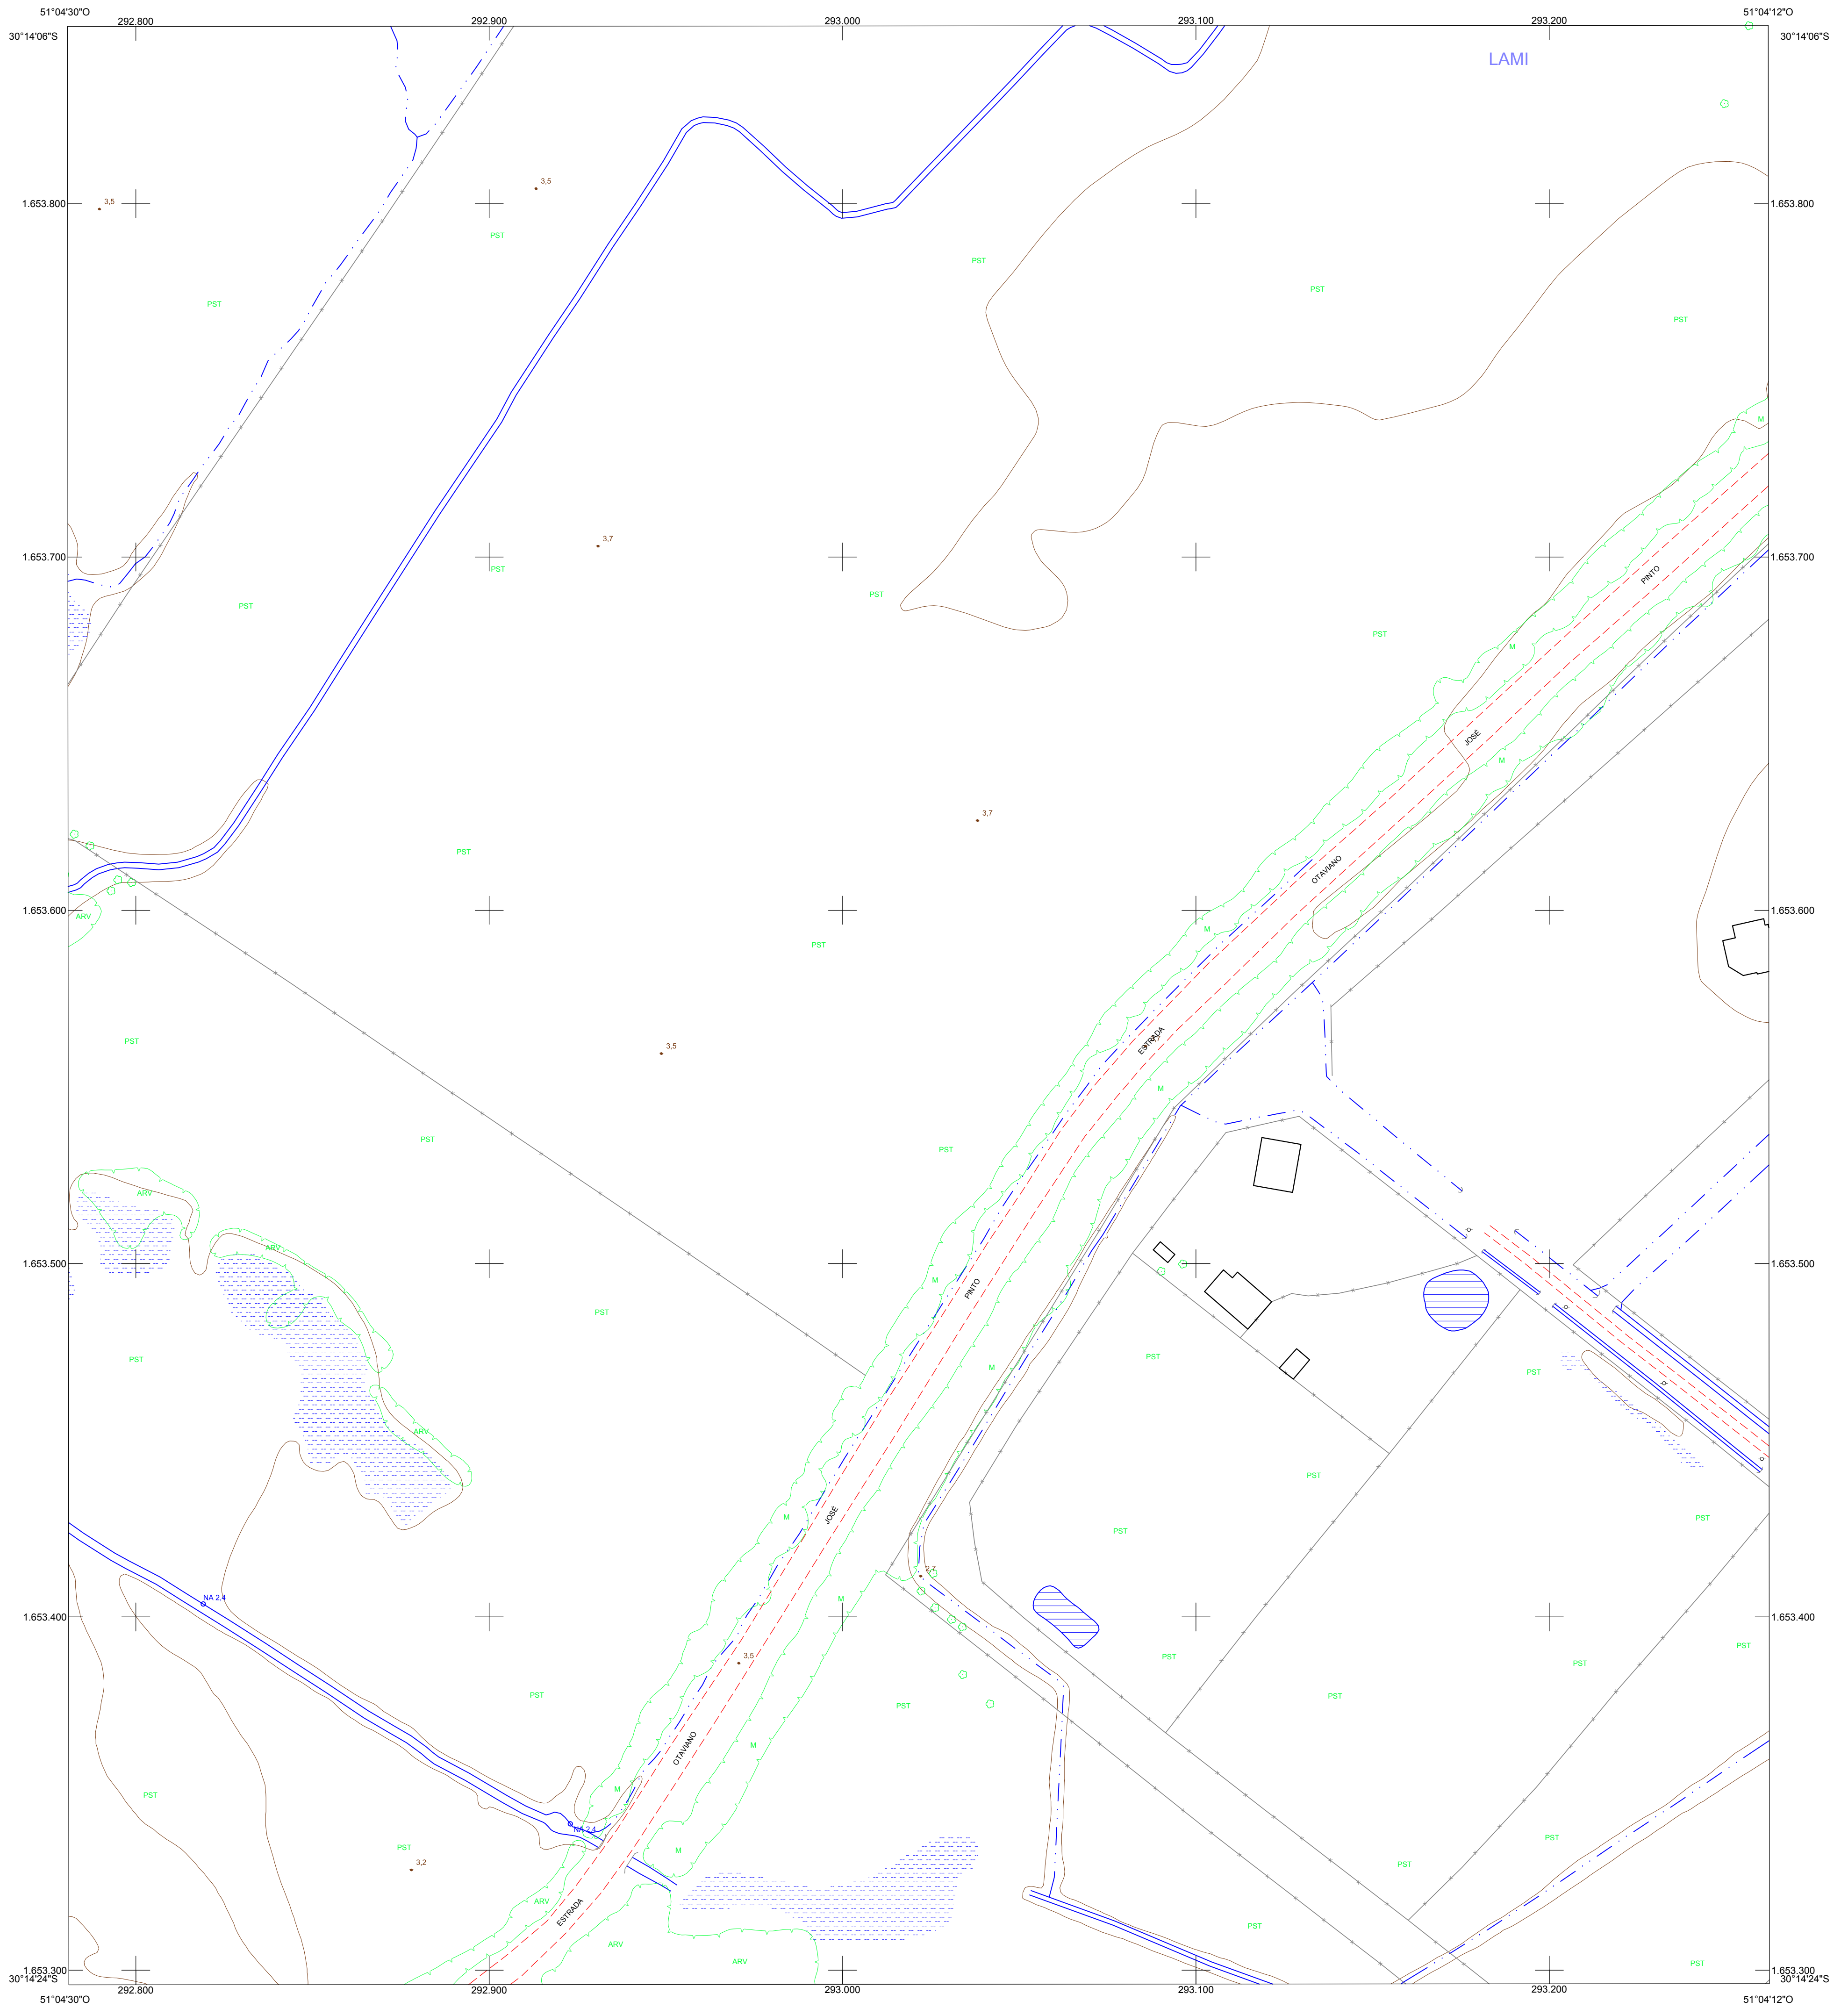 51°04'30"O
292.800
292.900
293.000
293.100
293.200
51°04'12"O
30°14'06"S
30°14'06"S
LAMI
3,5
3,5
1.653.800
1.653.800
PST
PST
PST
PST
PST
M
3,7
1.653.700
1.653.700
PST
PST
PST
PINTO
PST
M
JOSÉ
M
3,7
PST
OTAVIANO
1.653.600
1.653.600
ARV
M
PST
PST
3,5
ESTRADA
M
PST
PST
ARV
ARV
1.653.500
1.653.500
M
PINTO
PST
PST
PST
M
PST
ARV
PST
M
JOSÉ
PST
PST
2,7
NA 2,4
M
1.653.400
1.653.400
PST
PST
3,5
PST
PST
PST
PST
OTAVIANO
M
M
PST
NA 2,4
PST
PST
M
PST
3,2
ARV
ESTRADA
PST
ARV
ARV
PST
1.653.300
1.653.300
30°14'24"S
30°14'24"S
51°04'30"O
292.800
292.900
293.000
293.100
293.200
51°04'12"O